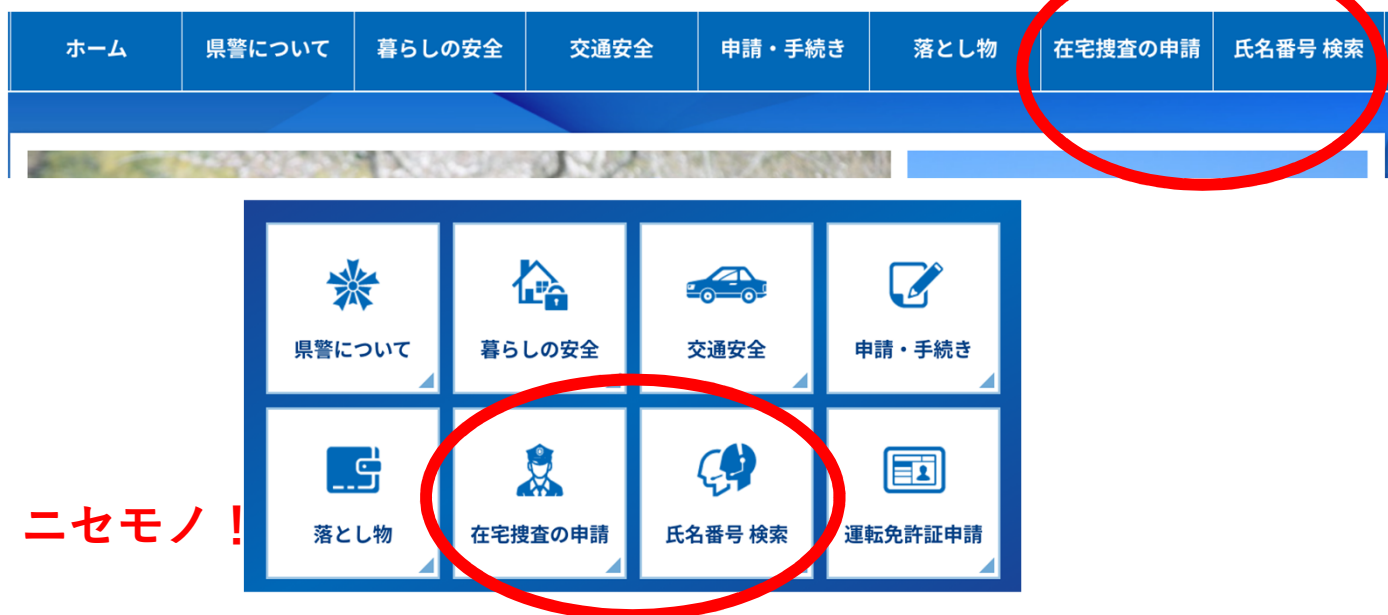 ホーム 県警について 暮らしの安全 交通安全 申請・手続き 落とし物 在宅捜査の申請 氏名番号 検索
県警について 暮らしの安全 交通安全 申請・手続き
ニセモノ！ 落とし物 在宅捜査の申請 氏名番号 検索 運転免許証申請